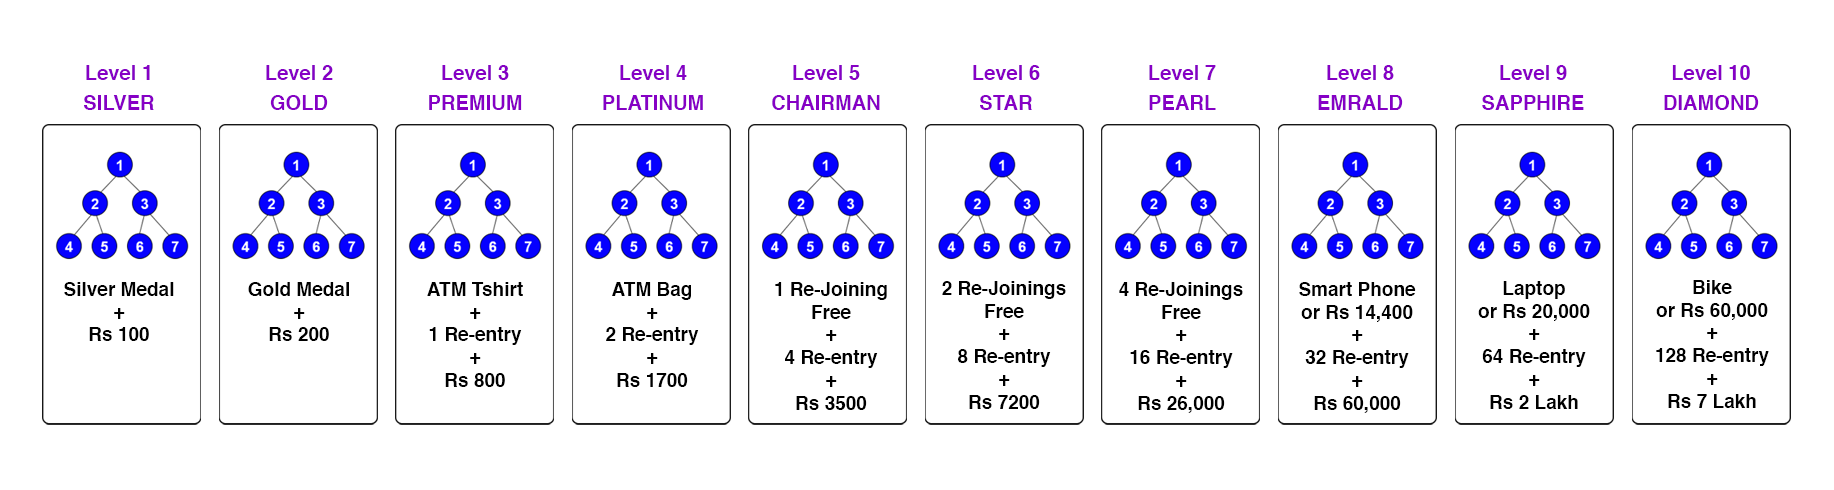 Level 1
SILVER
1
2 3
4 5 6 7
Silver Medal
+
Rs 100
Level 2
GOLD
1
2 3
4 5 6 7
Gold Medal
+
Rs 200
Level 3
PREMIUM
1
2 3
4 5 6 7
ATM Tshirt
+
1 Re-entry
+
Rs 800
Level 4
PLATINUM
1
2 3
4 5 6 7
ATM Bag
+
2 Re-entry
+
Rs 1700
Level 5
CHAIRMAN
1
2 3
4 5 6 7
1 Re-Joining
Free
+
4 Re-entry
+
Rs 3500
Level 6
STAR
1
2 3
4 5 6 7
2 Re-Joinings
Free
+
8 Re-entry
+
Rs 7200
Level 7
PEARL
1
2 3
4 5 6 7
4 Re-Joinings
Free
+
16 Re-entry
+
Rs 26,000
Level 8
EMRALD
1
2 3
4 5 6 7
Smart Phone
or Rs 14,400
+
32 Re-entry
+
Rs 60,000
Level 9
SAPPHIRE
1
2 3
4 5 6 7
Laptop
or Rs 20,000
+
64 Re-entry
+
Rs 2 Lakh
Level 10
DIAMOND
1
2 3
4 5 6 7
Bike
or Rs 60,000
+
128 Re-entry
+
Rs 7 Lakh